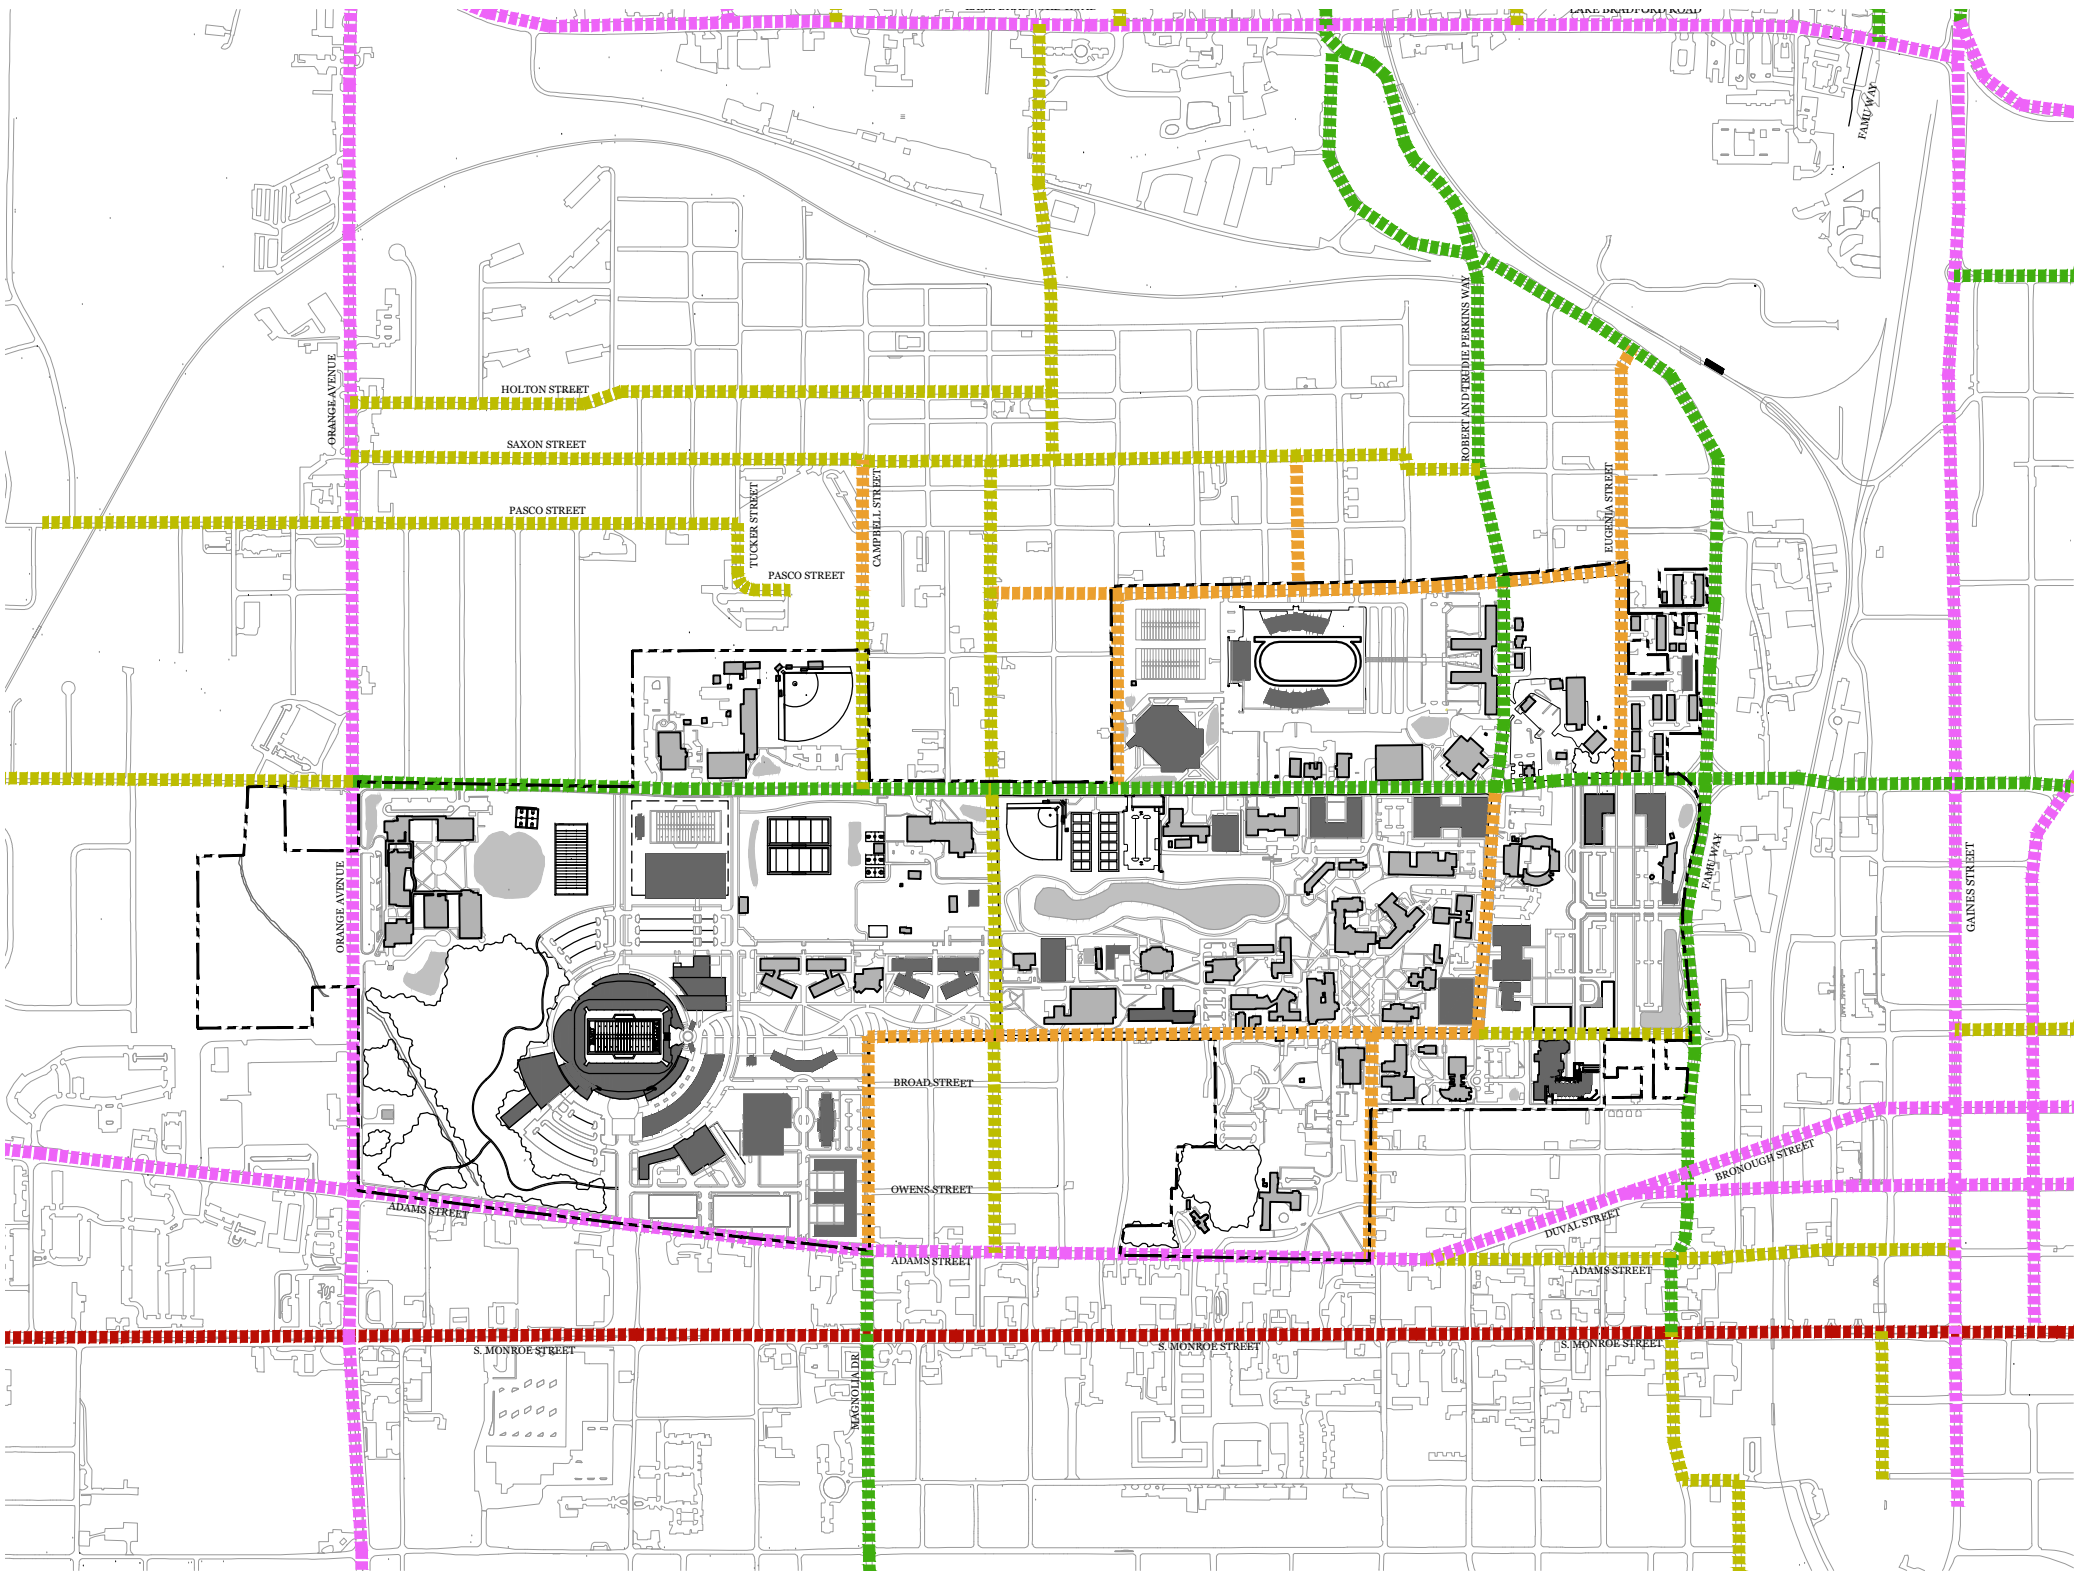 LAKE BRADFORD ROAD
FAMU WAY
ROBERT AND TRUDIE PERKINS WAY
ORANGE AVENUE
HOLTON STREET
SAXON STREET
PASCO STREET
TUCKER STREET
CAMPBELL STREET
EUGENIA STREET
PASCO STREET
ORANGE AVENUE
FAMU WAY
GAINES STREET
BROAD STREET
OWENS STREET
BRONOUGH STREET
DUVAL STREET
ADAMS STREET
ADAMS STREET
ADAMS STREET
S. MONROE STREET
S. MONROE STREET
S. MONROE STREET
MAGNOLIA DR